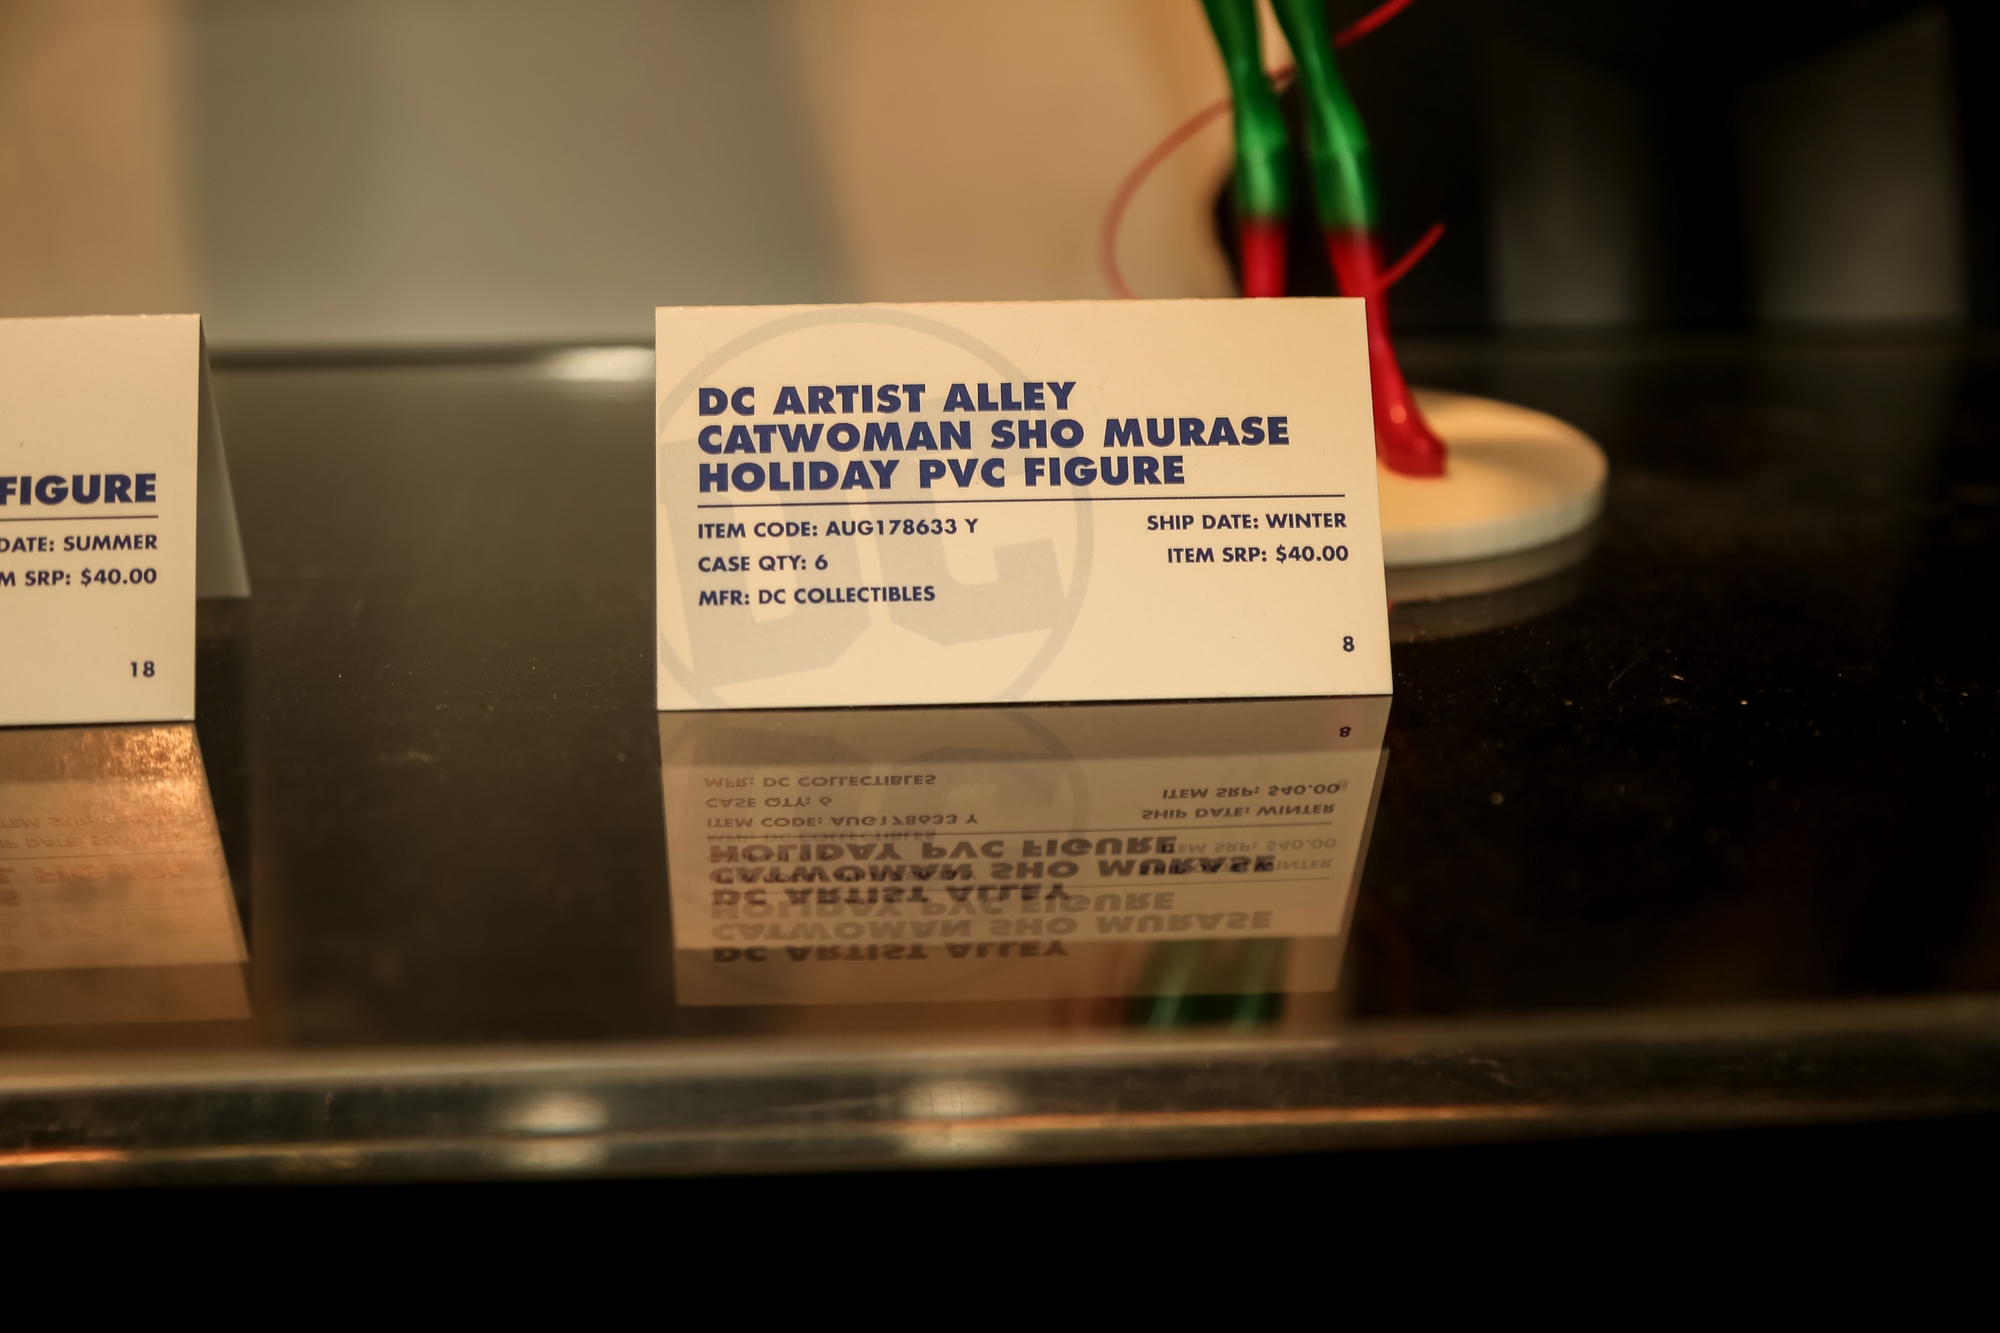 FIGURE
DATE: SUMMER
M SRP: $40.00
18
DC ARTIST ALLEY
CATWOMAN SHO MURASE
HOLIDAY PVC FIGURE
ITEM CODE: AUG178633 Y
SHIP DATE: WINTER
CASE QTY: 6
ITEM SRP: $40.00
MFR: DC COLLECTIBLES
8
DC